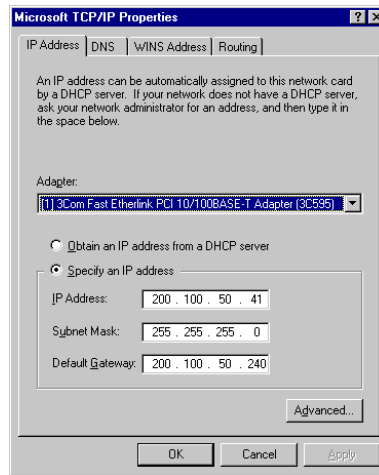 Microsoft TCP/IP Properties
IP Address DNS WINS Address Routing
An IP address can be automatically assigned to this network card
by a DHCP server. If your network does not have a DHCP server,
ask your network administrator for an address, and then type it in
the space below.
Adapter:
[1] 3Com Fast Etherlink PCI 10/100BASE-T Adapter (3C595)
Obtain an IP address from a DHCP server
Specify an IP address
IP Address: 200 . 100 . 50 . 41
Subnet Mask: 255 . 255 . 255 . 0
Default Gateway: 200 . 100 . 50 . 240
Advanced...
OK Cancel Apply